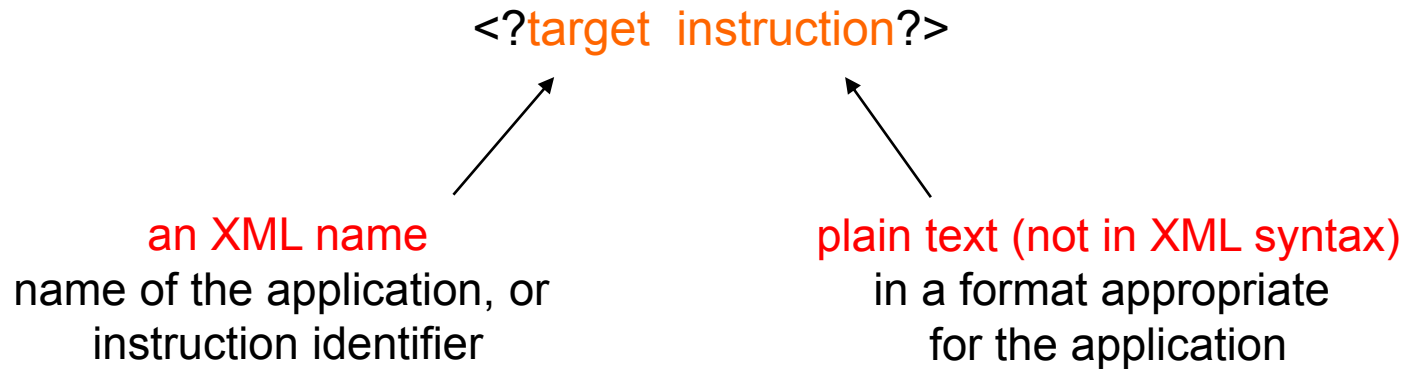 <?target instruction?>
an XML name
name of the application, or
instruction identifier
plain text (not in XML syntax)
in a format appropriate
for the application